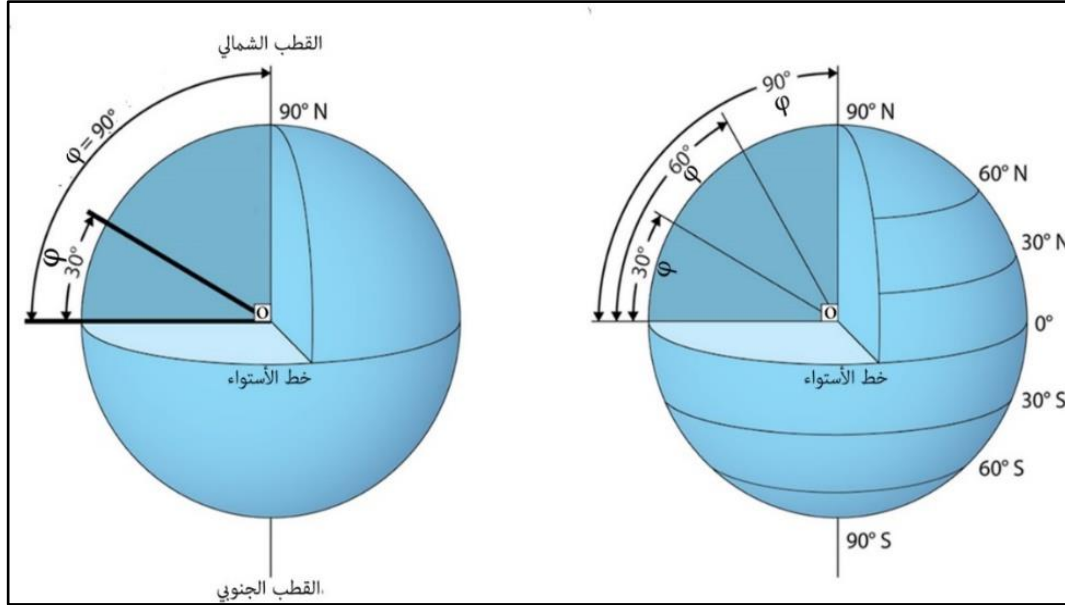 القطب الشمالي
90° N
φ = 90°
φ
30°
O
خط الأستواء
القطب الجنوبي
90°
φ
90° N
60°
φ
60° N
30°
φ
30° N
O
0°
خط الأستواء
30° S
60° S
90° S